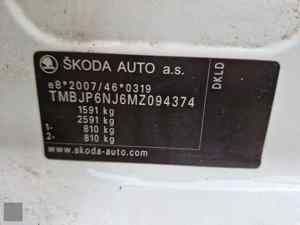 ŠKODA AUTO a.s.
e8*2007/46*0319
TMBJP6NJ6MZ094374
1591 kg
2591 kg
1- 810 kg
2- 810 kg
skoda-auto.com
DKLD